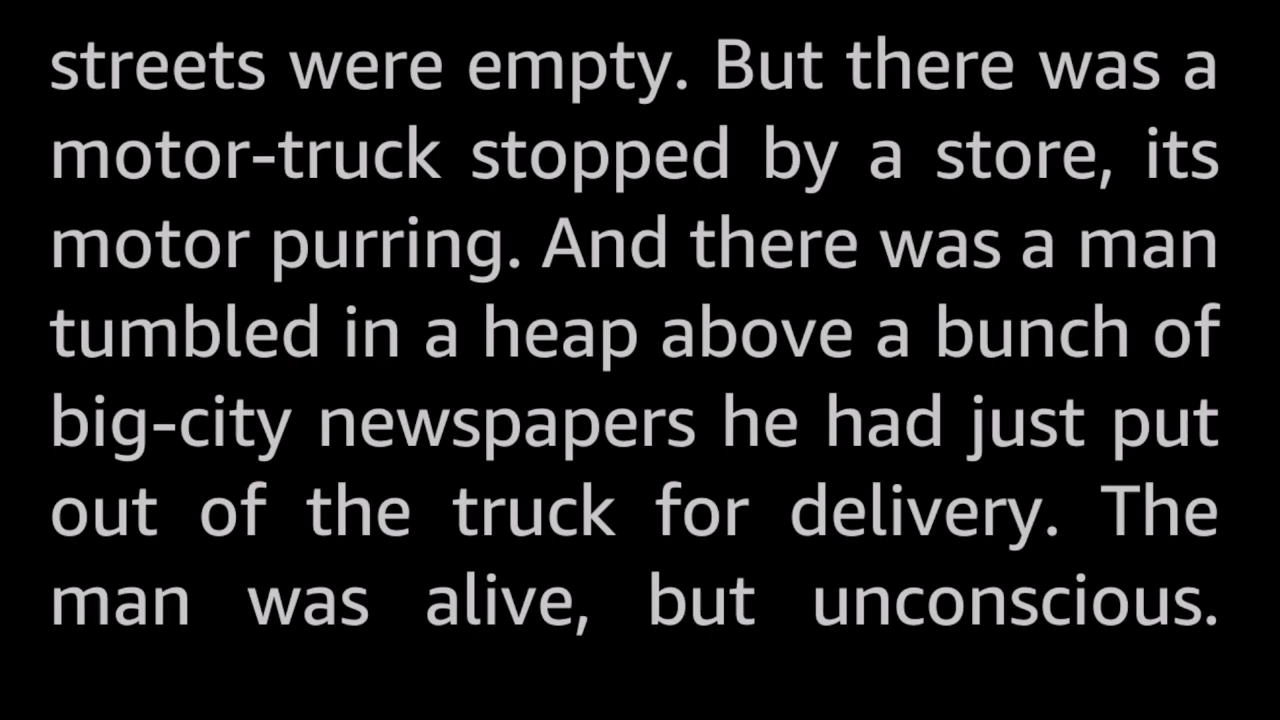 streets were empty. But there was a
motor-truck stopped by a store, its
motor purring. And there was a man
tumbled in a heap above a bunch of
big-city newspapers he had just put
out of the truck for delivery. The
man was alive, but unconscious.